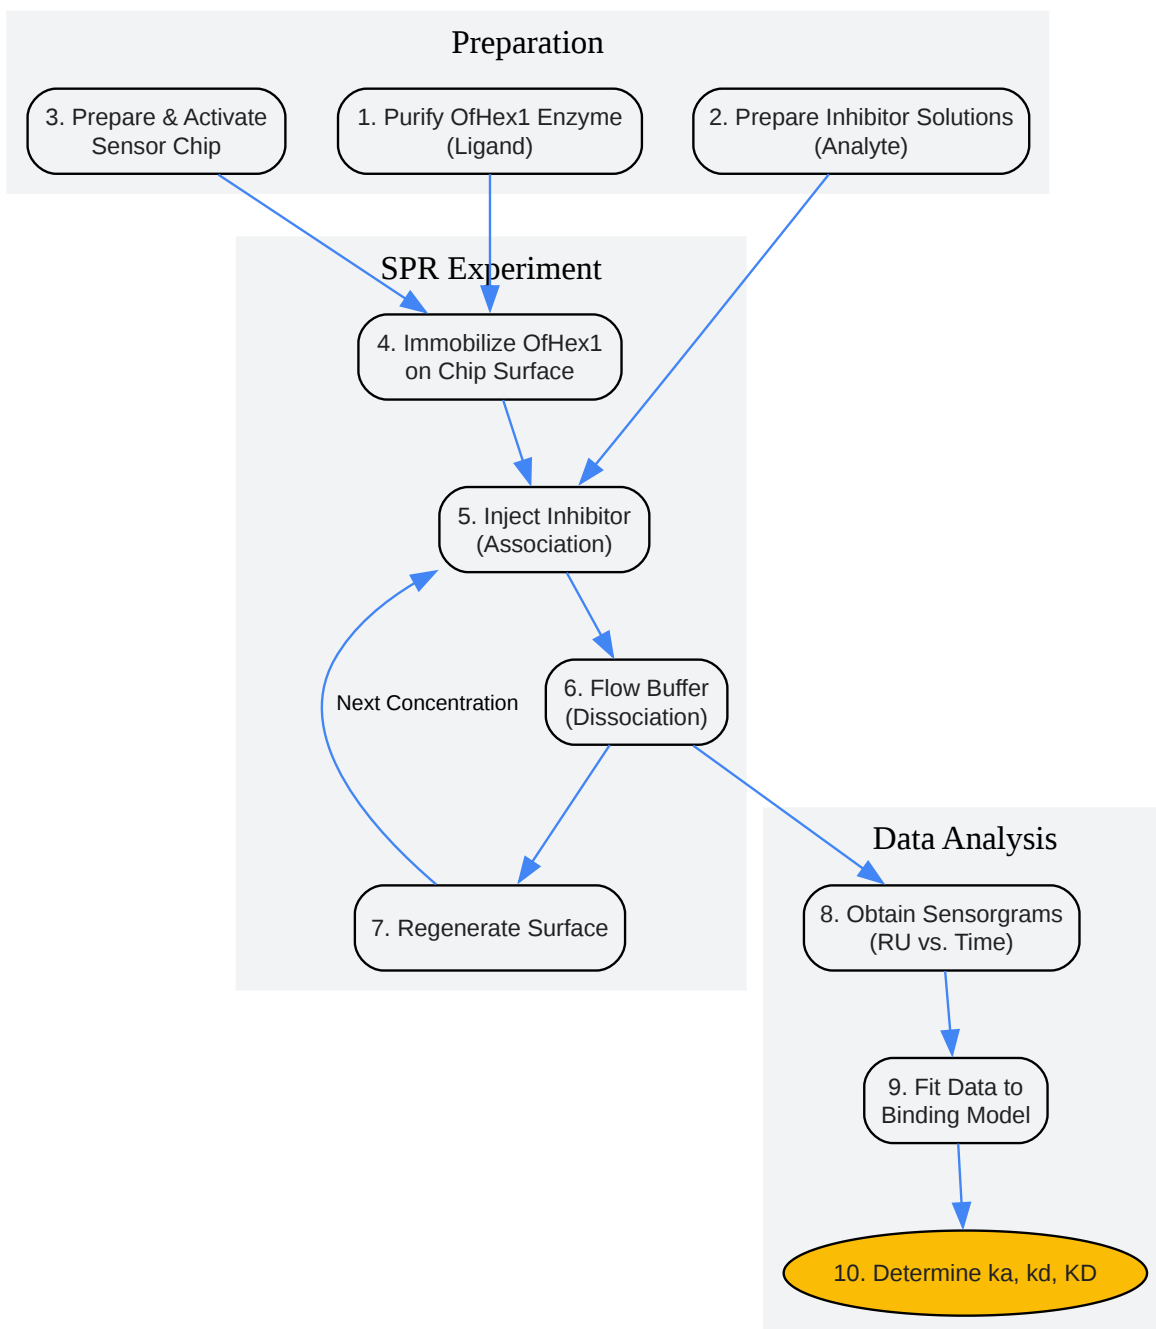 Preparation
3. Prepare & Activate
Sensor Chip
1. Purify OfHex1 Enzyme
(Ligand)
2. Prepare Inhibitor Solutions
(Analyte)
SPR Experiment
4. Immobilize OfHex1
on Chip Surface
5. Inject Inhibitor
(Association)
6. Flow Buffer
(Dissociation)
Next Concentration
7. Regenerate Surface
Data Analysis
8. Obtain Sensorgrams
(RU vs. Time)
9. Fit Data to
Binding Model
10. Determine ka, kd, KD